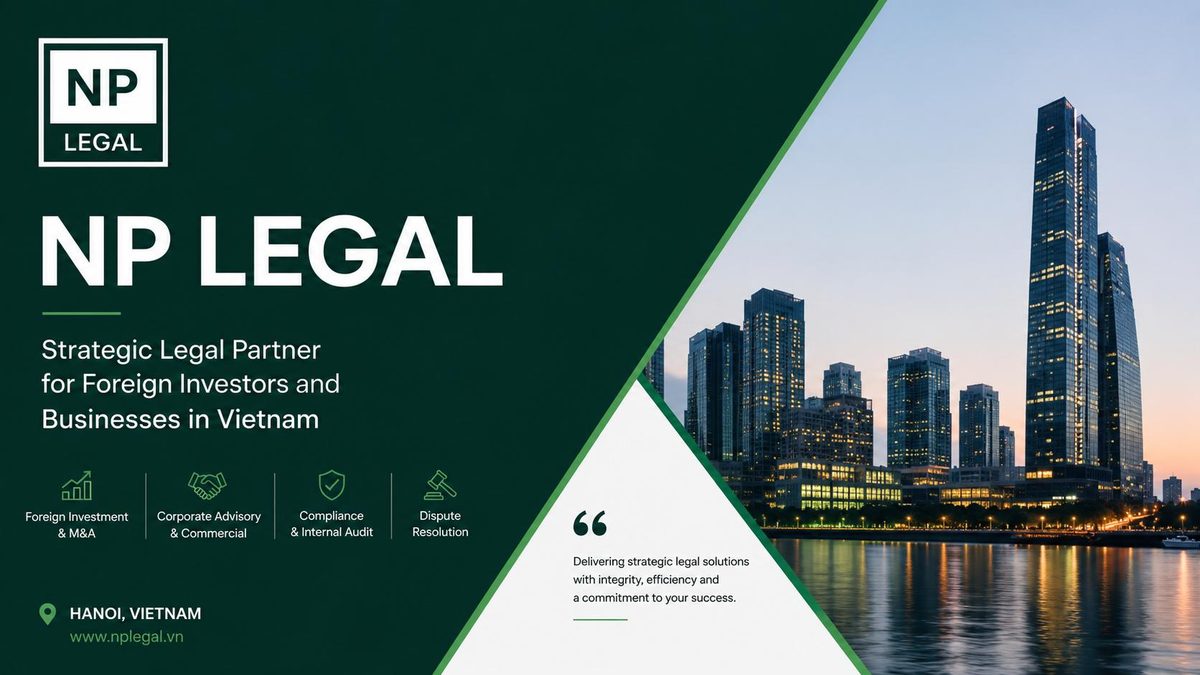 NP
LEGAL
NP LEGAL
Strategic Legal Partner
for Foreign Investors and
Businesses in Vietnam
Foreign Investment
& M&A
Corporate Advisory
& Commercial
Compliance
& Internal Audit
Dispute
Resolution
HANOI, VIETNAM
www.nplegal.vn
“
Delivering strategic legal solutions
with integrity, efficiency and
a commitment to your success.